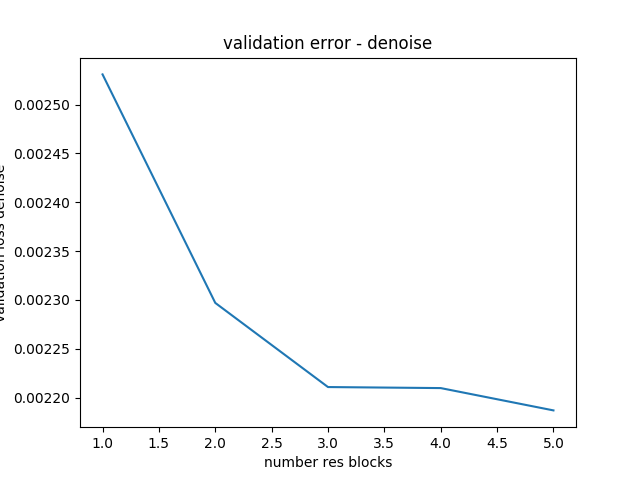 validation error - denoise
validation loss denoise
0.00250
0.00245
0.00240
0.00235
0.00230
0.00225
0.00220
1.0 1.5 2.0 2.5 3.0 3.5 4.0 4.5 5.0
number res blocks